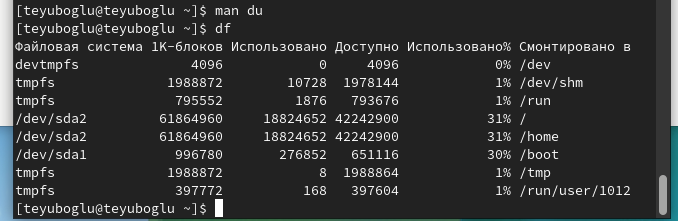 [teyuboglu@teyuboglu ~]$ man du
[teyuboglu@teyuboglu ~]$ df
Файловая система 1K-блоков Использовано Доступно Использовано% Смонтировано в
devtmpfs 4096 0 4096 0% /dev
tmpfs 1988872 10728 1978144 1% /dev/shm
tmpfs 795552 1876 793676 1% /run
/dev/sda2 61864960 18824652 42242900 31% /
/dev/sda2 61864960 18824652 42242900 31% /home
/dev/sda1 996780 276852 651116 30% /boot
tmpfs 1988872 8 1988864 1% /tmp
tmpfs 397772 168 397604 1% /run/user/1012
[teyuboglu@teyuboglu ~]$